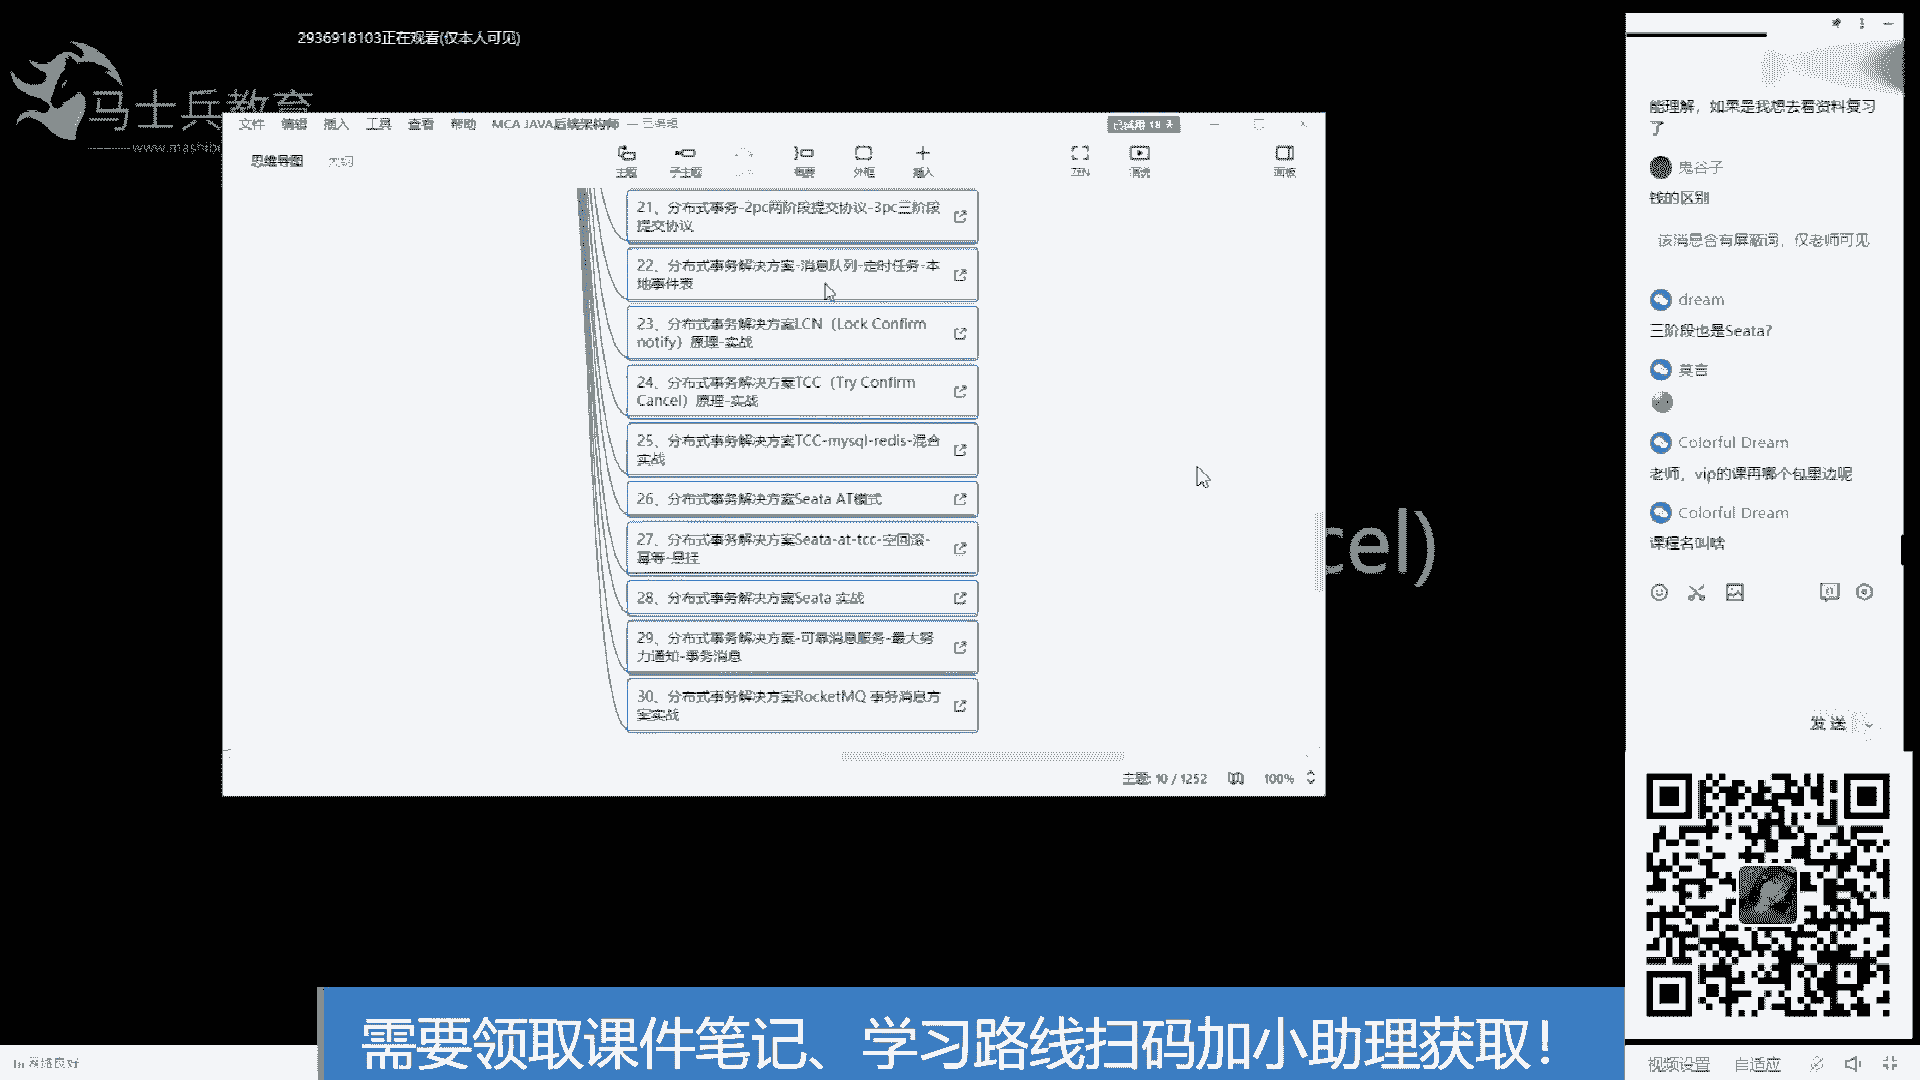 2936918103正在观看(仅本人可见)
马士兵教育
文件 编辑 插入 工具 查看 帮助 MCA JAVA后端架构师 — 已编辑
已试用 18 天
思维导图 大纲
主题 子主题 概要 外框 插入 ZEN 演说 面板
21、分布式事务-2pc两阶段提交协议-3pc三阶段
提交协议
22、分布式事务解决方案-消息队列-定时任务-本
地事件表
23、分布式事务解决方案LCN（Lock Confirm
notify）原理-实战
24、分布式事务解决方案TCC（Try Confirm
Cancel）原理-实战
25、分布式事务解决方案TCC-mysql-redis-混合
实战
26、分布式事务解决方案Seata AT模式
27、分布式事务解决方案Seata-at-tcc-空回滚-
幂等-悬挂
28、分布式事务解决方案Seata 实战
29、分布式事务解决方案-可靠消息服务-最大努
力通知-事务消息
30、分布式事务解决方案RocketMQ 事务消息方
案实战
cel)
主题: 10 / 1252 100%
能理解，如果是我想去看资料复习
了
鬼谷子
钱的区别
该消息含有屏蔽词，仅老师可见
dream
三阶段也是Seata?
莫言
Colorful Dream
老师，vip的课再哪个包里边呢
Colorful Dream
课程名叫啥
发送
需要领取课件笔记、学习路线扫码加小助理获取！
网络良好
视频设置 自适应